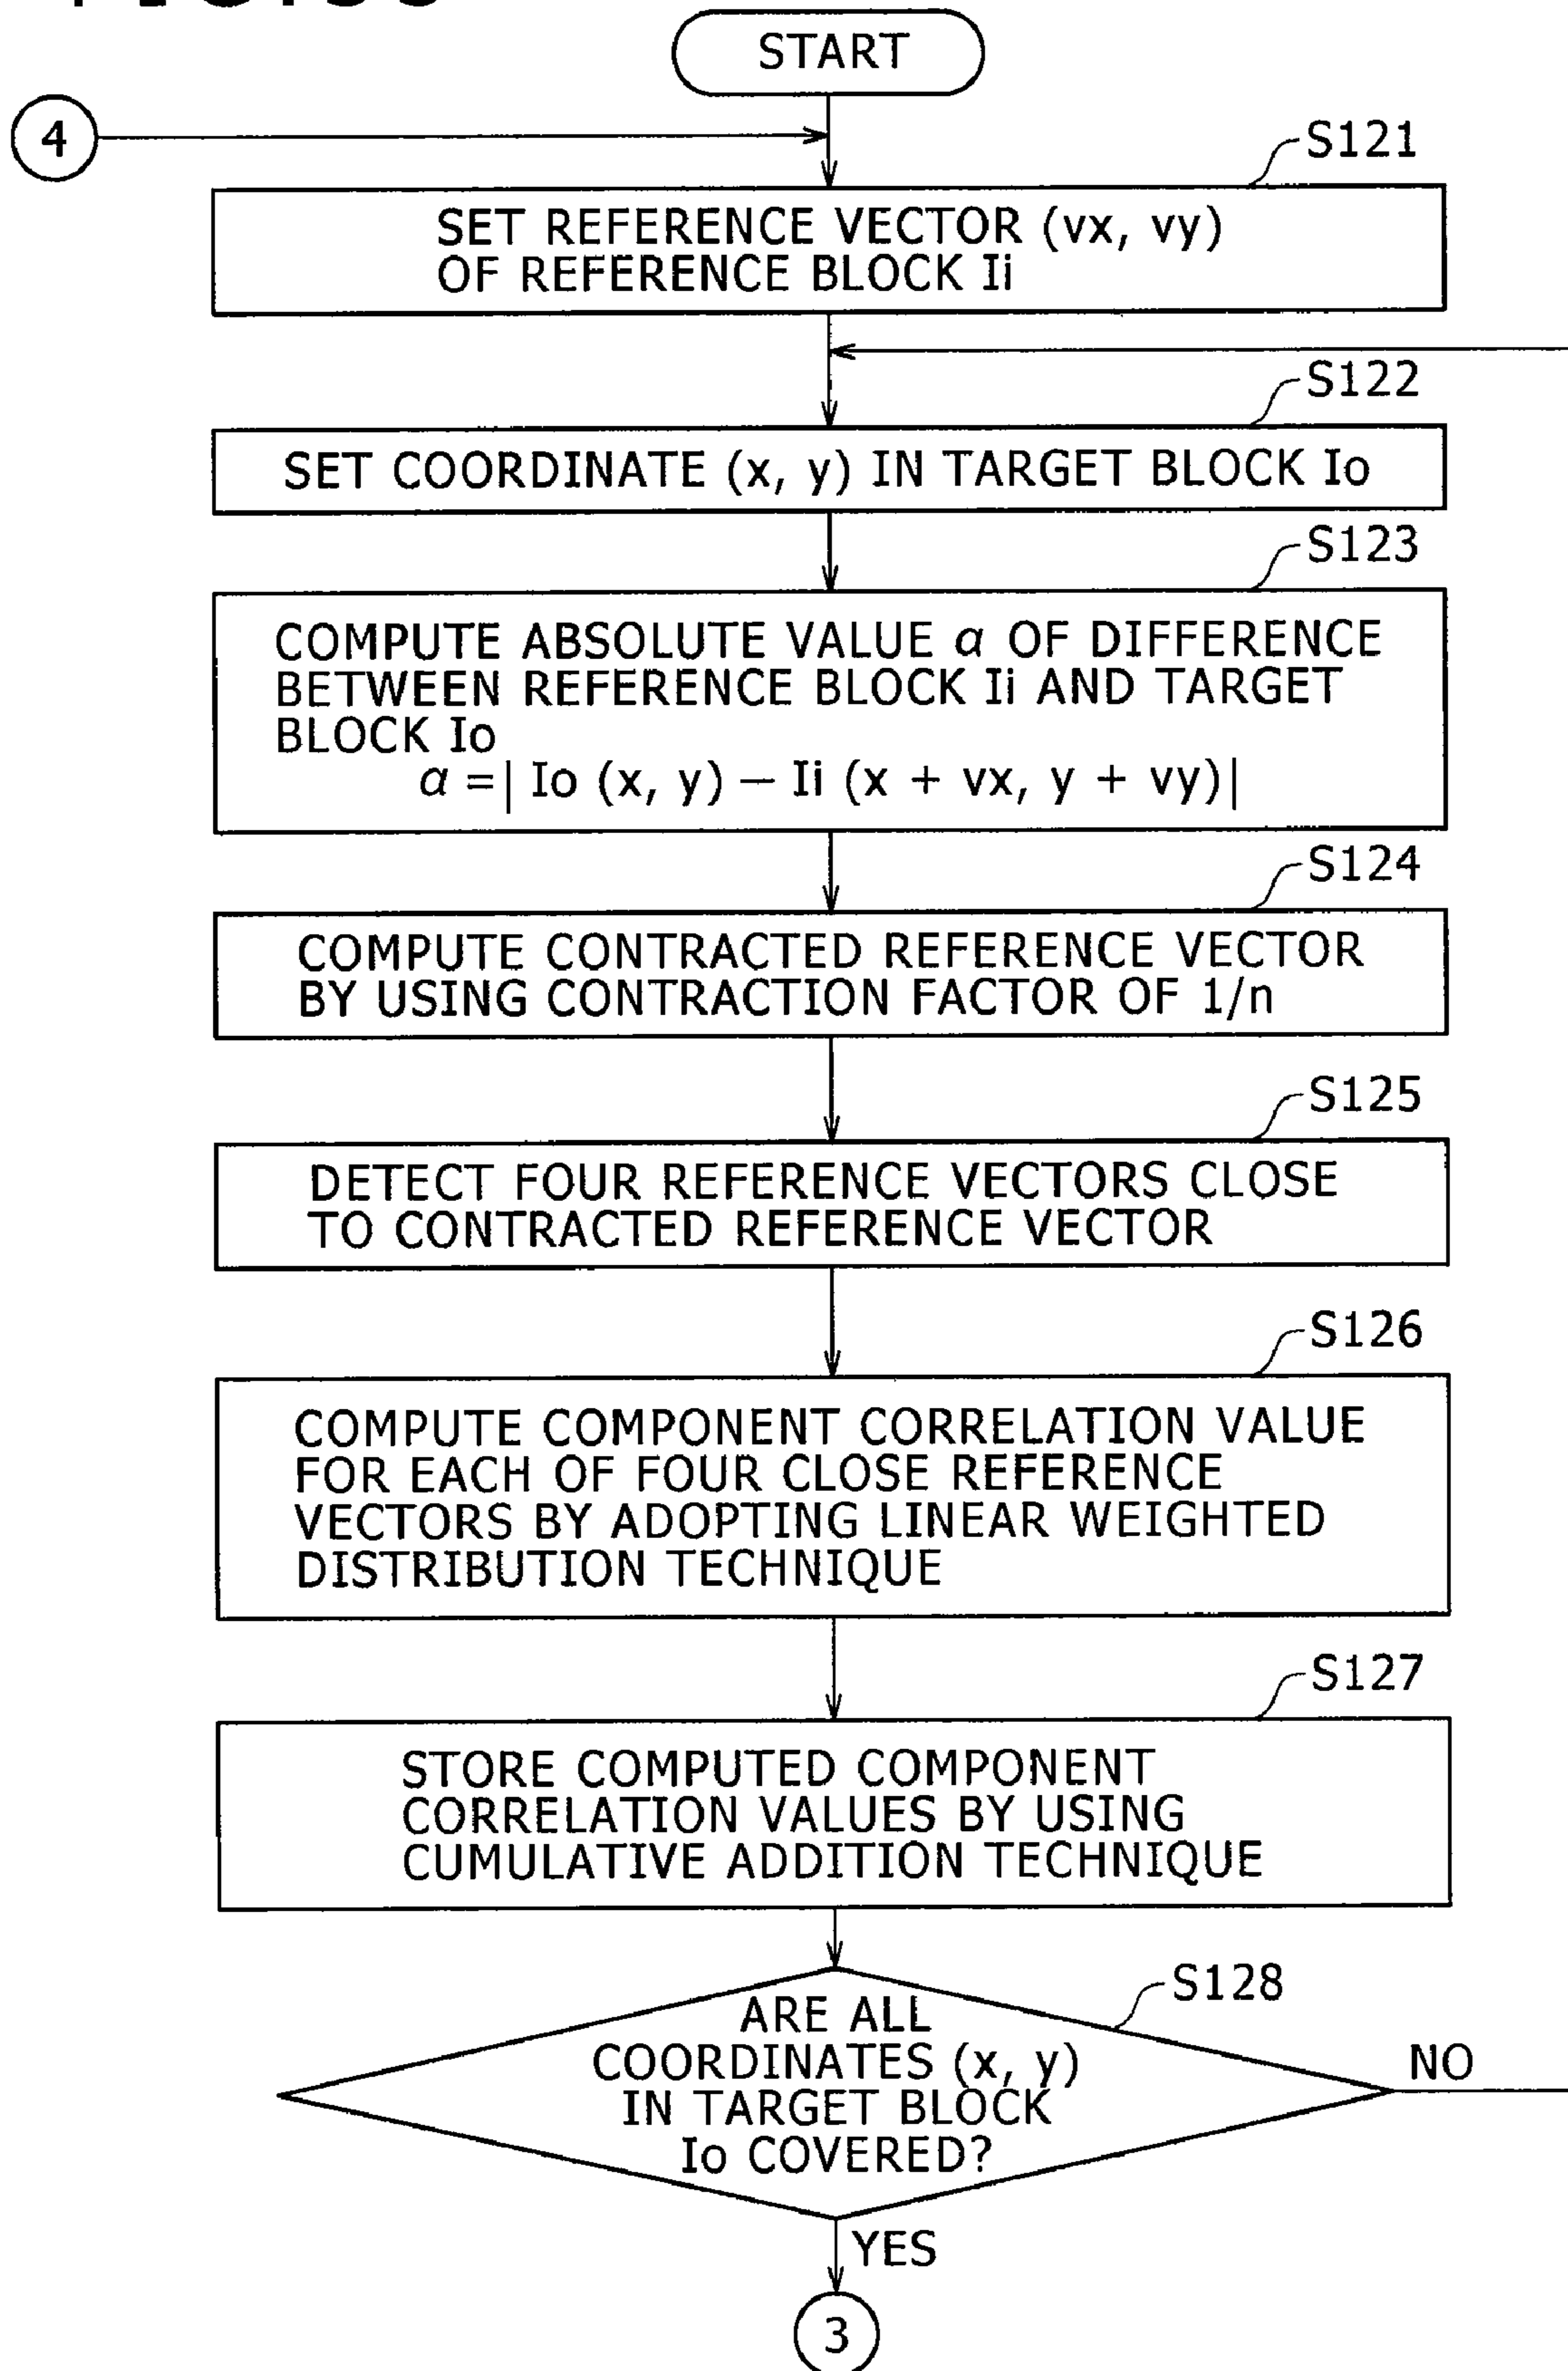 START
4
S121
SET REFERENCE VECTOR (vx, vy)
OF REFERENCE BLOCK Ii
S122
SET COORDINATE (x, y) IN TARGET BLOCK Io
S123
COMPUTE ABSOLUTE VALUE α OF DIFFERENCE
BETWEEN REFERENCE BLOCK Ii AND TARGET
BLOCK Io
α =| Io (x, y) – Ii (x + vx, y + vy)|
S124
COMPUTE CONTRACTED REFERENCE VECTOR
BY USING CONTRACTION FACTOR OF 1/n
S125
DETECT FOUR REFERENCE VECTORS CLOSE
TO CONTRACTED REFERENCE VECTOR
S126
COMPUTE COMPONENT CORRELATION VALUE
FOR EACH OF FOUR CLOSE REFERENCE
VECTORS BY ADOPTING LINEAR WEIGHTED
DISTRIBUTION TECHNIQUE
S127
STORE COMPUTED COMPONENT
CORRELATION VALUES BY USING
CUMULATIVE ADDITION TECHNIQUE
S128
ARE ALL
COORDINATES (x, y)
IN TARGET BLOCK
Io COVERED?
NO
YES
3